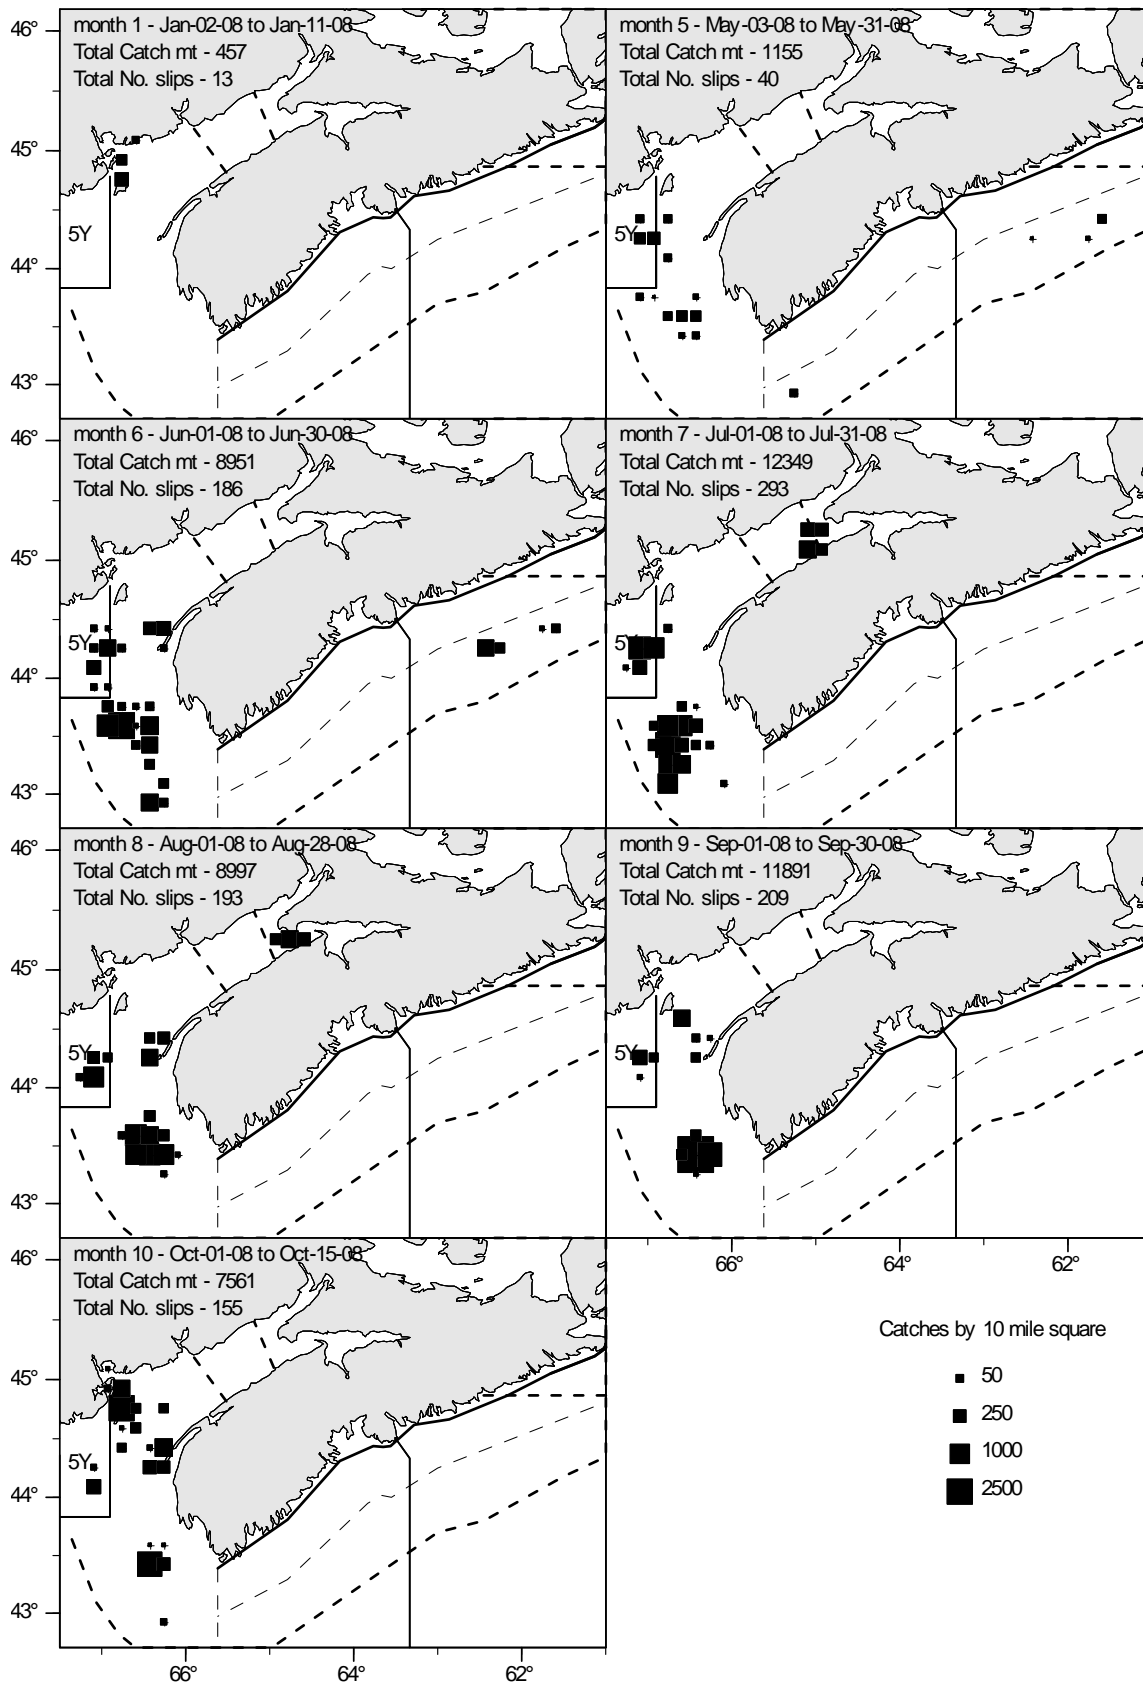 46°
month 1 - Jan-02-08 to Jan-11-08
Total Catch mt - 457
Total No. slips - 13
45°
5Y
44°
43°
month 5 - May-03-08 to May-31-08
Total Catch mt - 1155
Total No. slips - 40
5Y
46°
month 6 - Jun-01-08 to Jun-30-08
Total Catch mt - 8951
Total No. slips - 186
45°
5Y
44°
43°
month 7 - Jul-01-08 to Jul-31-08
Total Catch mt - 12349
Total No. slips - 293
5Y
46°
month 8 - Aug-01-08 to Aug-28-08
Total Catch mt - 8997
Total No. slips - 193
45°
5Y
44°
43°
month 9 - Sep-01-08 to Sep-30-08
Total Catch mt - 11891
Total No. slips - 209
5Y
66°
64°
62°
46°
month 10 - Oct-01-08 to Oct-15-08
Total Catch mt - 7561
Total No. slips - 155
45°
5Y
44°
43°
66°
64°
62°
Catches by 10 mile square
50
250
1000
2500